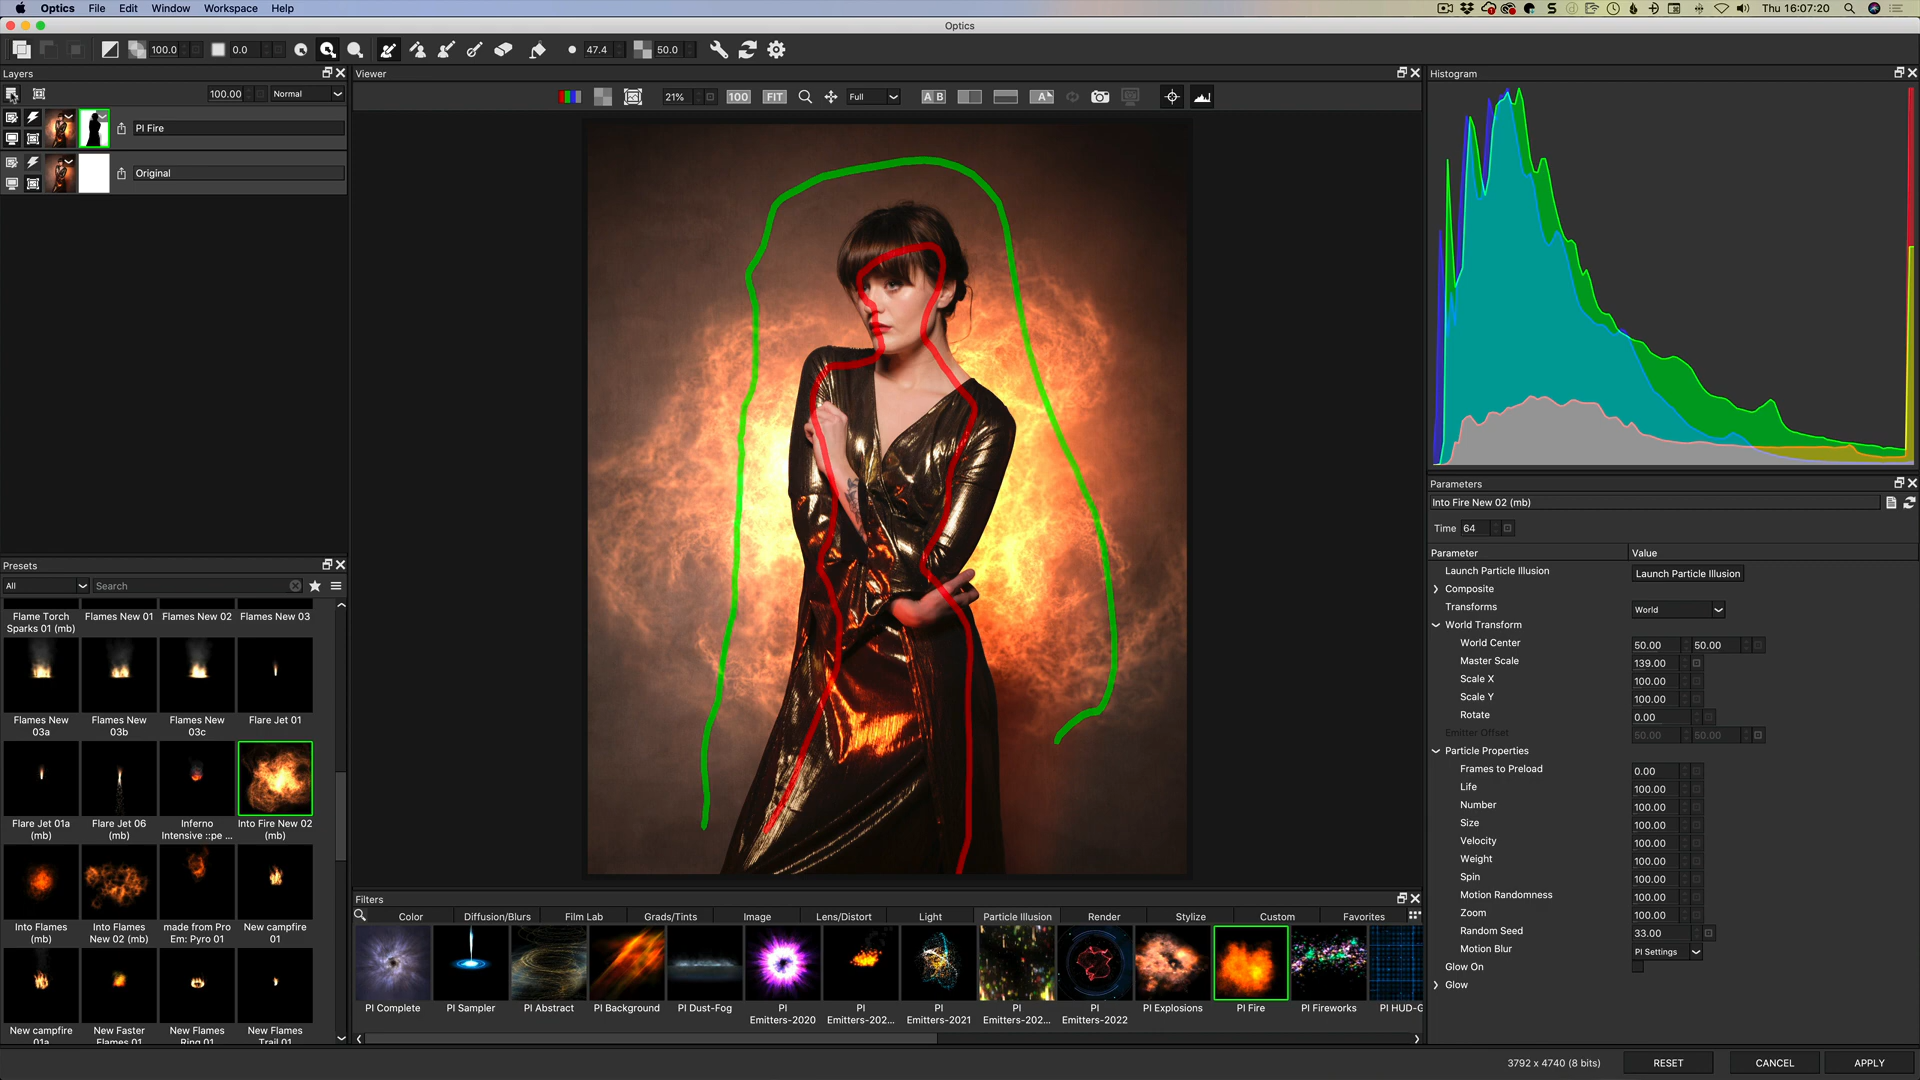 Optics File Edit Window Workspace Help
Thu 16:07:20
Optics
100.0 0.0 47.4 50.0
Layers
100.00 Normal
PI Fire
Original
Viewer
21% 100 FIT Full A B A
Histogram
Presets
All Search
Flame Torch Sparks 01 (mb)
Flames New 01
Flames New 02
Flames New 03
Flames New 03a
Flames New 03b
Flames New 03c
Flare Jet 01
Flare Jet 01a (mb)
Flare Jet 06 (mb)
Inferno Intensive ::pe ...
Into Fire New 02 (mb)
Into Flames (mb)
Into Flames New 02 (mb)
made from Pro Em: Pyro 01
New campfire 01
New campfire 01a
New Faster Flames 01
New Flames Ring 01
New Flames Trail 01
Filters
Color Diffusion/Blurs Film Lab Grads/Tints Image Lens/Distort Light Particle Illusion Render Stylize Custom Favorites
PI Complete
PI Sampler
PI Abstract
PI Background
PI Dust-Fog
PI Emitters-2020
PI Emitters-202...
PI Emitters-2021
PI Emitters-202...
PI Emitters-2022
PI Explosions
PI Fire
PI Fireworks
PI HUD-G
Parameters
Into Fire New 02 (mb)
Time 64
Parameter Value
Launch Particle Illusion Launch Particle Illusion
Composite
Transforms World
World Transform
World Center 50.00 50.00
Master Scale 139.00
Scale X 100.00
Scale Y 100.00
Rotate 0.00
Emitter Offset 50.00 50.00
Particle Properties
Frames to Preload 0.00
Life 100.00
Number 100.00
Size 100.00
Velocity 100.00
Weight 100.00
Spin 100.00
Motion Randomness 100.00
Zoom 100.00
Random Seed 33.00
Motion Blur PI Settings
Glow On
Glow
3792 x 4740 (8 bits) RESET CANCEL APPLY